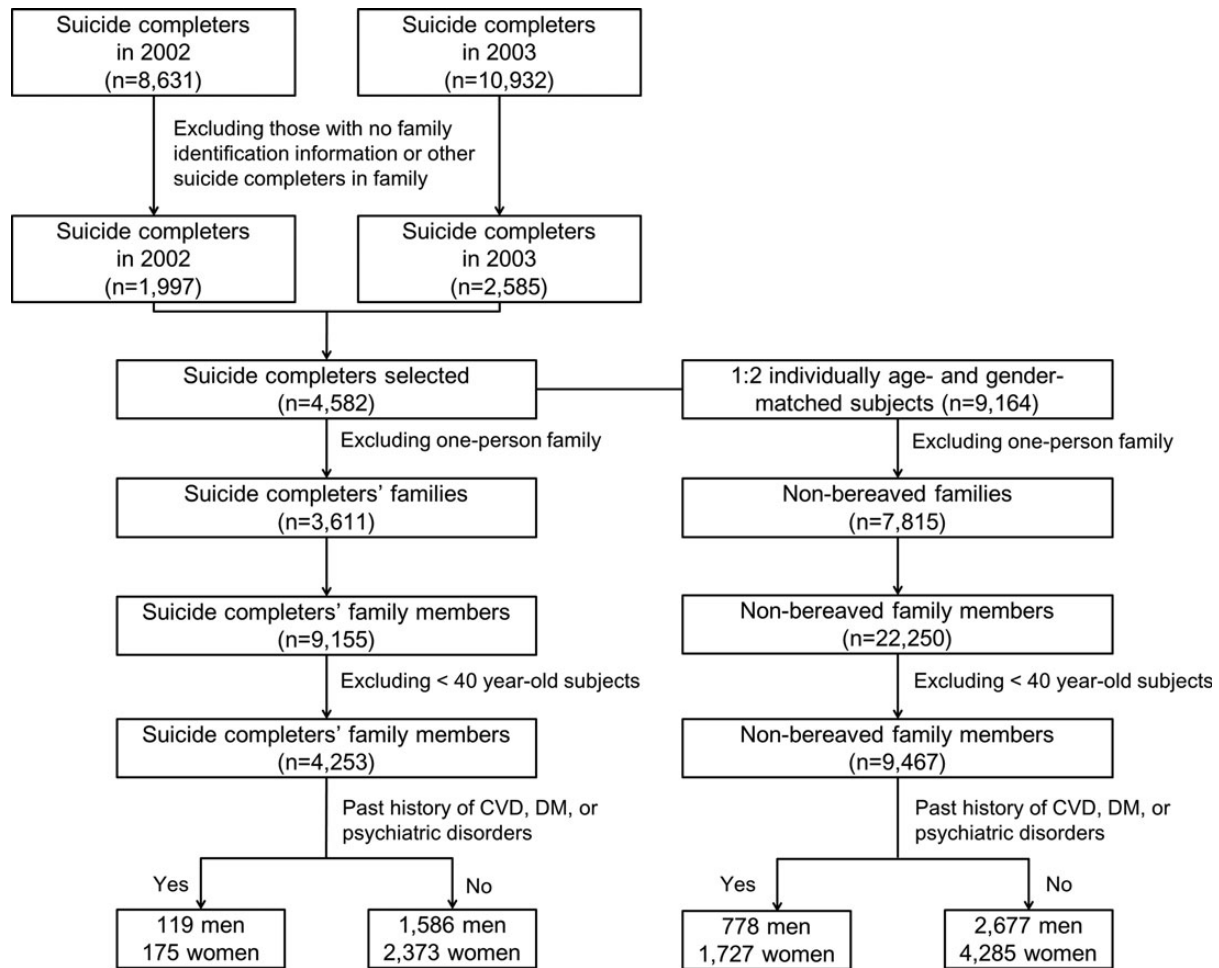 Suicide completers
in 2002
(n=8,631)
Suicide completers
in 2003
(n=10,932)
Excluding those with no family
identification information or other
suicide completers in family
Suicide completers
in 2002
(n=1,997)
Suicide completers
in 2003
(n=2,585)
Suicide completers selected
(n=4,582)
1:2 individually age- and gender-
matched subjects (n=9,164)
Excluding one-person family
Excluding one-person family
Suicide completers’ families
(n=3,611)
Non-bereaved families
(n=7,815)
Suicide completers’ family members
(n=9,155)
Non-bereaved family members
(n=22,250)
Excluding < 40 year-old subjects
Excluding < 40 year-old subjects
Suicide completers’ family members
(n=4,253)
Non-bereaved family members
(n=9,467)
Past history of CVD, DM, or
psychiatric disorders
Past history of CVD, DM, or
psychiatric disorders
Yes
No
Yes
No
119 men
175 women
1,586 men
2,373 women
778 men
1,727 women
2,677 men
4,285 women